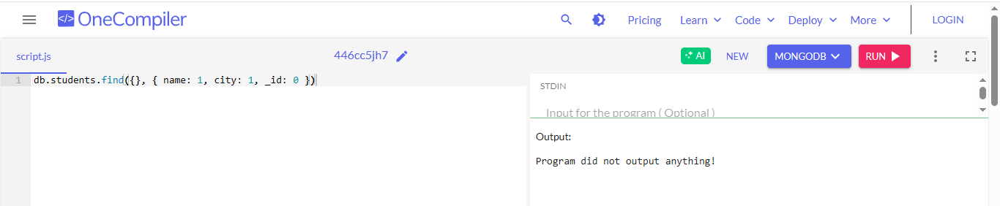 </> OneCompiler
Pricing Learn Code Deploy More LOGIN
script.js 446cc5jh7 AI NEW MONGODB RUN
1 db.students.find({}, { name: 1, city: 1, _id: 0 })
STDIN
Input for the program ( Optional )
Output:
Program did not output anything!